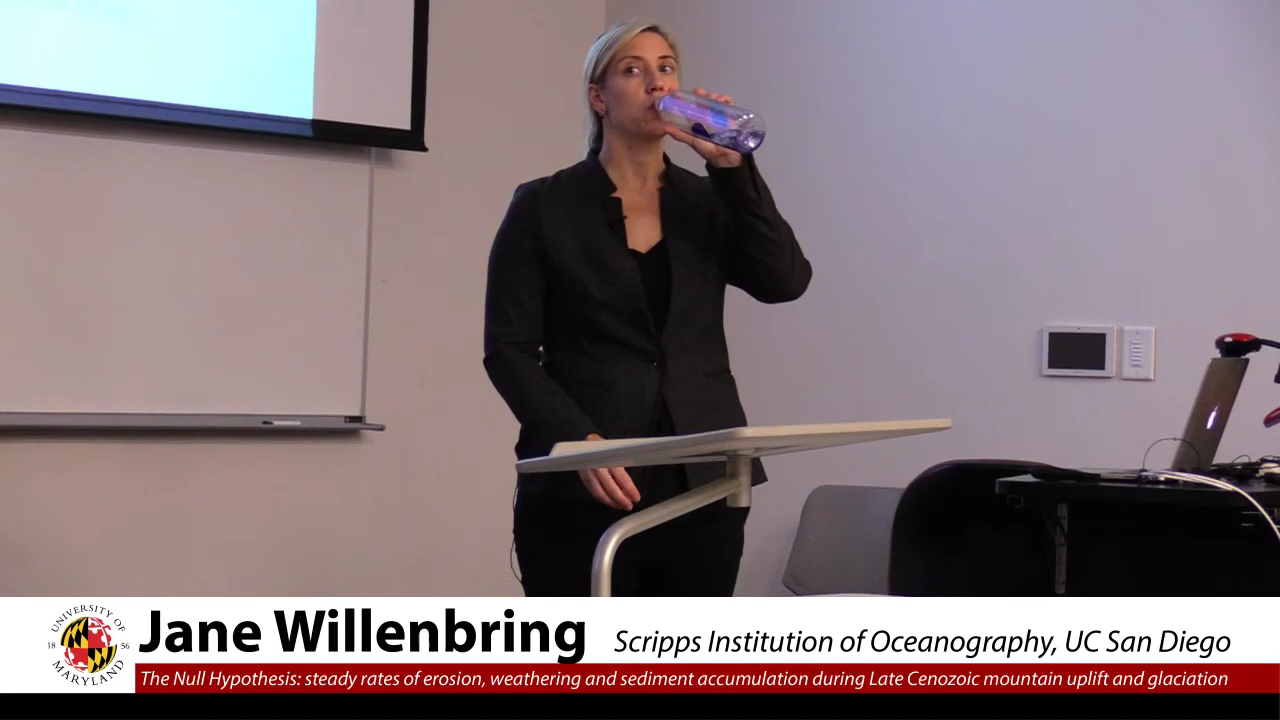 UNIVERSITY OF
18 56
MARYLAND
Jane Willenbring
Scripps Institution of Oceanography, UC San Diego
The Null Hypothesis: steady rates of erosion, weathering and sediment accumulation during Late Cenozoic mountain uplift and glaciation